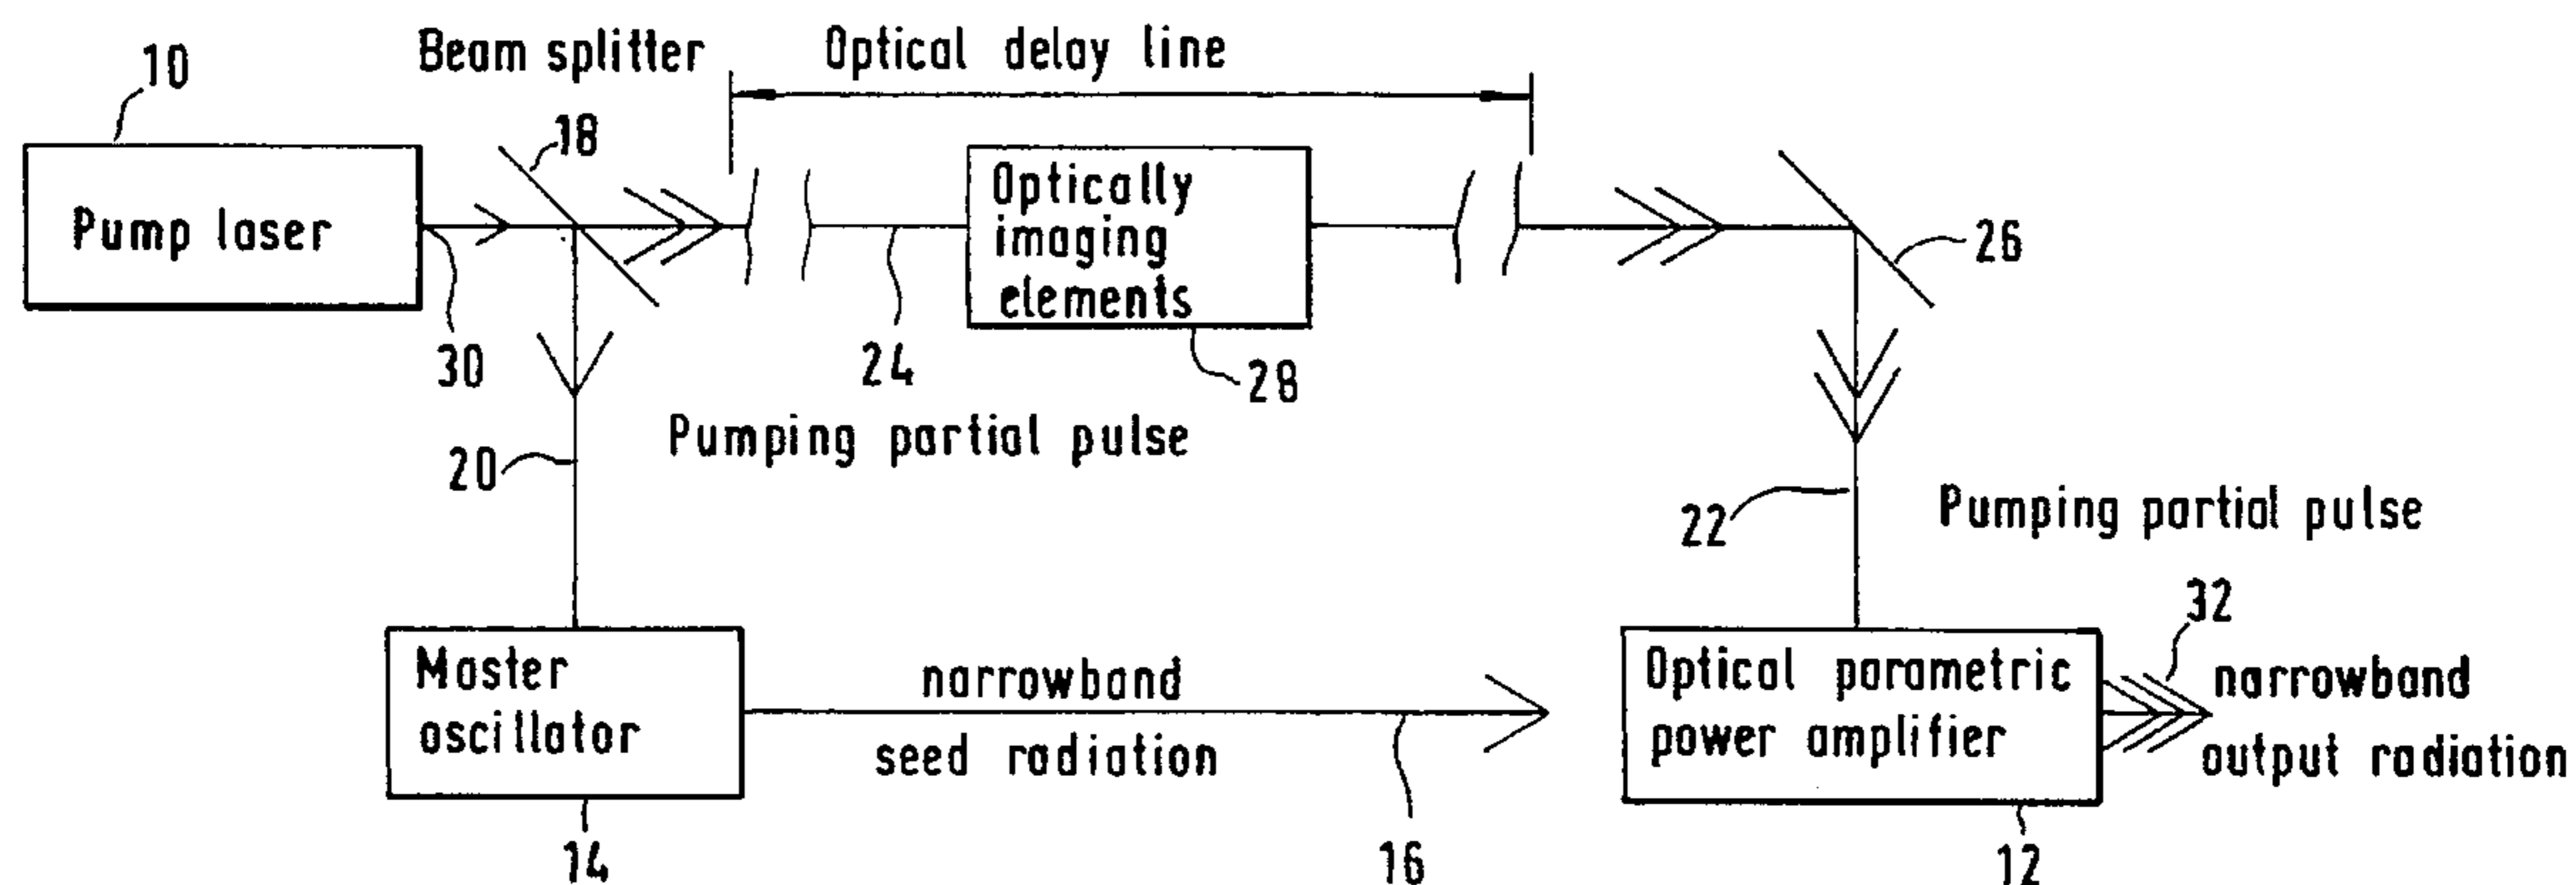 Beam splitter
Optical delay line
10
18
Pump laser
Optically
imaging
elements
26
30
24
28
Pumping partial pulse
20
22
Pumping partial pulse
32
Master
oscillator
narrowband
seed radiation
Optical parametric
power amplifier
narrowband
output radiation
14
16
12